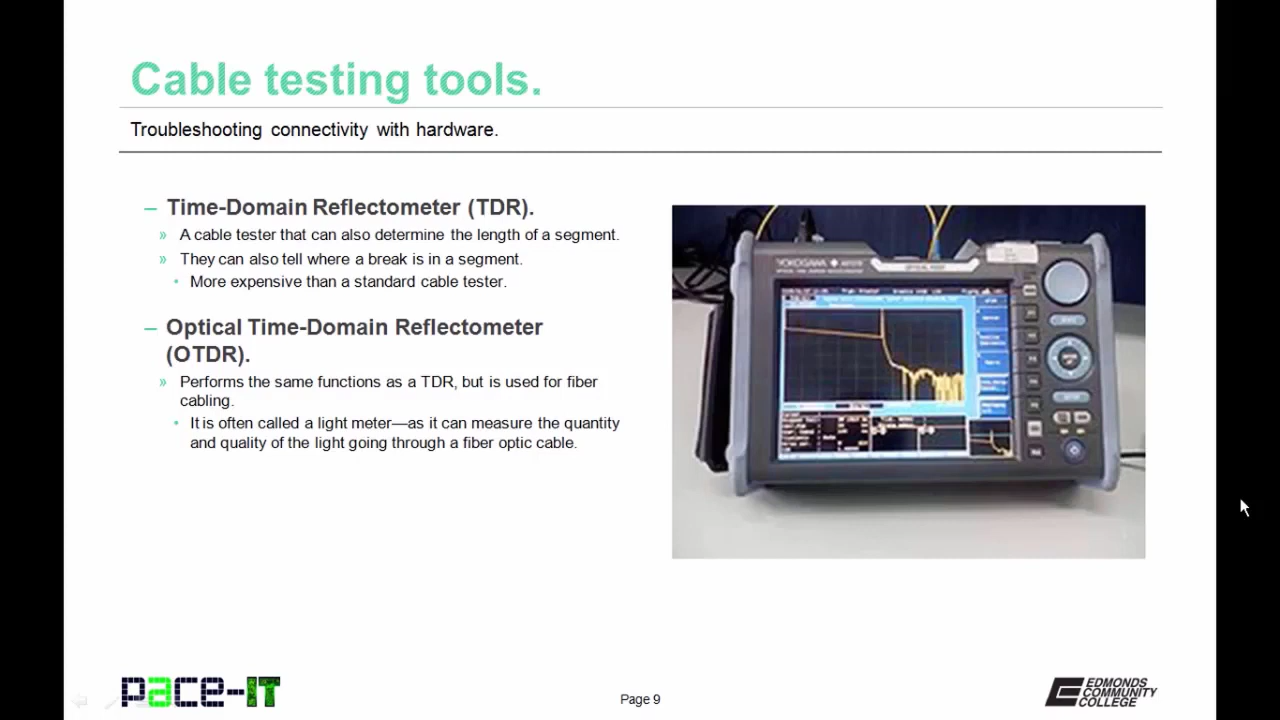 Cable testing tools.
Troubleshooting connectivity with hardware.
– Time-Domain Reflectometer (TDR).
» A cable tester that can also determine the length of a segment.
» They can also tell where a break is in a segment.
• More expensive than a standard cable tester.
– Optical Time-Domain Reflectometer
(OTDR).
» Performs the same functions as a TDR, but is used for fiber
cabling.
• It is often called a light meter—as it can measure the quantity
and quality of the light going through a fiber optic cable.
YOKOGAWA
pace-IT
Page 9
EDMONDS
COMMUNITY
COLLEGE